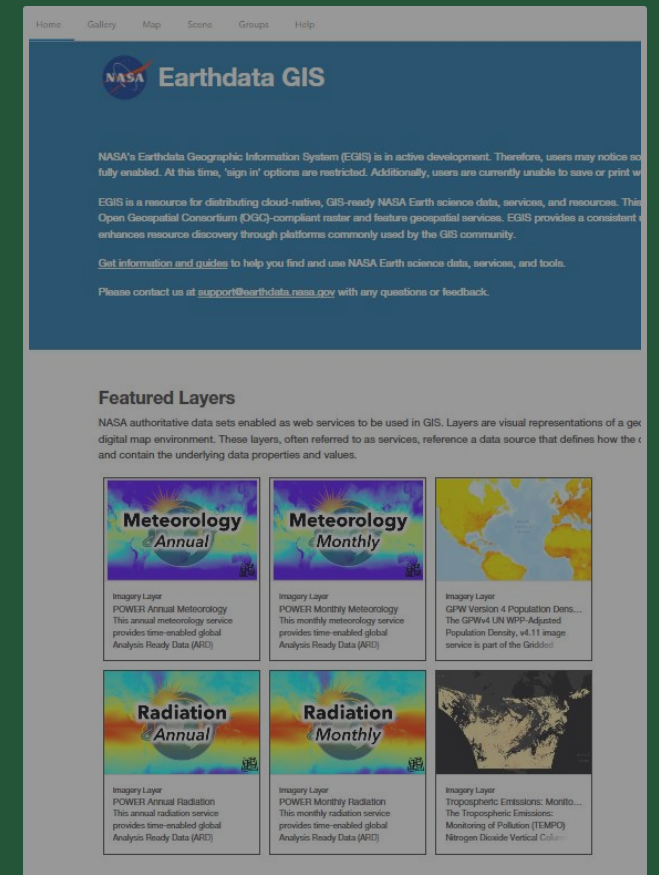 Home Gallery Map Scene Groups Help
NASA Earthdata GIS
NASA's Earthdata Geographic Information System (EGIS) is in active development. Therefore, users may notice so
fully enabled. At this time, 'sign in' options are restricted. Additionally, users are currently unable to save or print w
EGIS is a resource for distributing cloud-native, GIS-ready NASA Earth science data, services, and resources. This
Open Geospatial Consortium (OGC)-compliant raster and feature geospatial services. EGIS provides a consistent
enhances resource discovery through platforms commonly used by the GIS community.
Get information and guides to help you find and use NASA Earth science data, services, and tools.
Please contact us at support@earthdata.nasa.gov with any questions or feedback.
Featured Layers
NASA authoritative data sets enabled as web services to be used in GIS. Layers are visual representations of a geo
digital map environment. These layers, often referred to as services, reference a data source that defines how the
and contain the underlying data properties and values.
Meteorology
Annual
Imagery Layer
POWER Annual Meteorology
This annual meteorology service
provides time-enabled global
Analysis Ready Data (ARD)
Meteorology
Monthly
Imagery Layer
POWER Monthly Meteorology
This monthly meteorology service
provides time-enabled global
Analysis Ready Data (ARD)
Imagery Layer
GPW Version 4 Population Dens...
The GPWv4 UN WPP-Adjusted
Population Density, v4.11 image
service is part of the Gridded
Radiation
Annual
Imagery Layer
POWER Annual Radiation
This annual radiation service
provides time-enabled global
Analysis Ready Data (ARD)
Radiation
Monthly
Imagery Layer
POWER Monthly Radiation
This monthly radiation service
provides time-enabled global
Analysis Ready Data (ARD)
Imagery Layer
Tropospheric Emissions: Monito...
The Tropospheric Emissions:
Monitoring of Pollution (TEMPO)
Nitrogen Dioxide Vertical Column